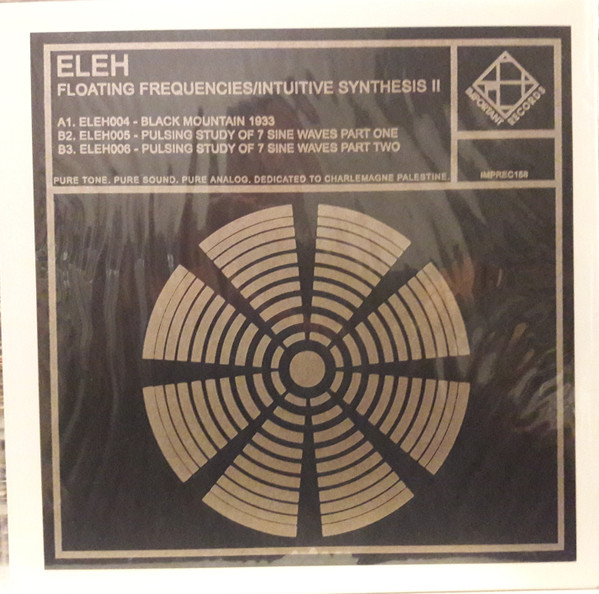 ELEH
FLOATING FREQUENCIES/INTUITIVE SYNTHESIS II
A1. ELEH004 - BLACK MOUNTAIN 1933
B2. ELEH005 - PULSING STUDY OF 7 SINE WAVES PART ONE
B3. ELEH006 - PULSING STUDY OF 7 SINE WAVES PART TWO
PURE TONE. PURE SOUND. PURE ANALOG. DEDICATED TO CHARLEMAGNE PALESTINE.
IMPORTANT RECORDS
IMPREC158